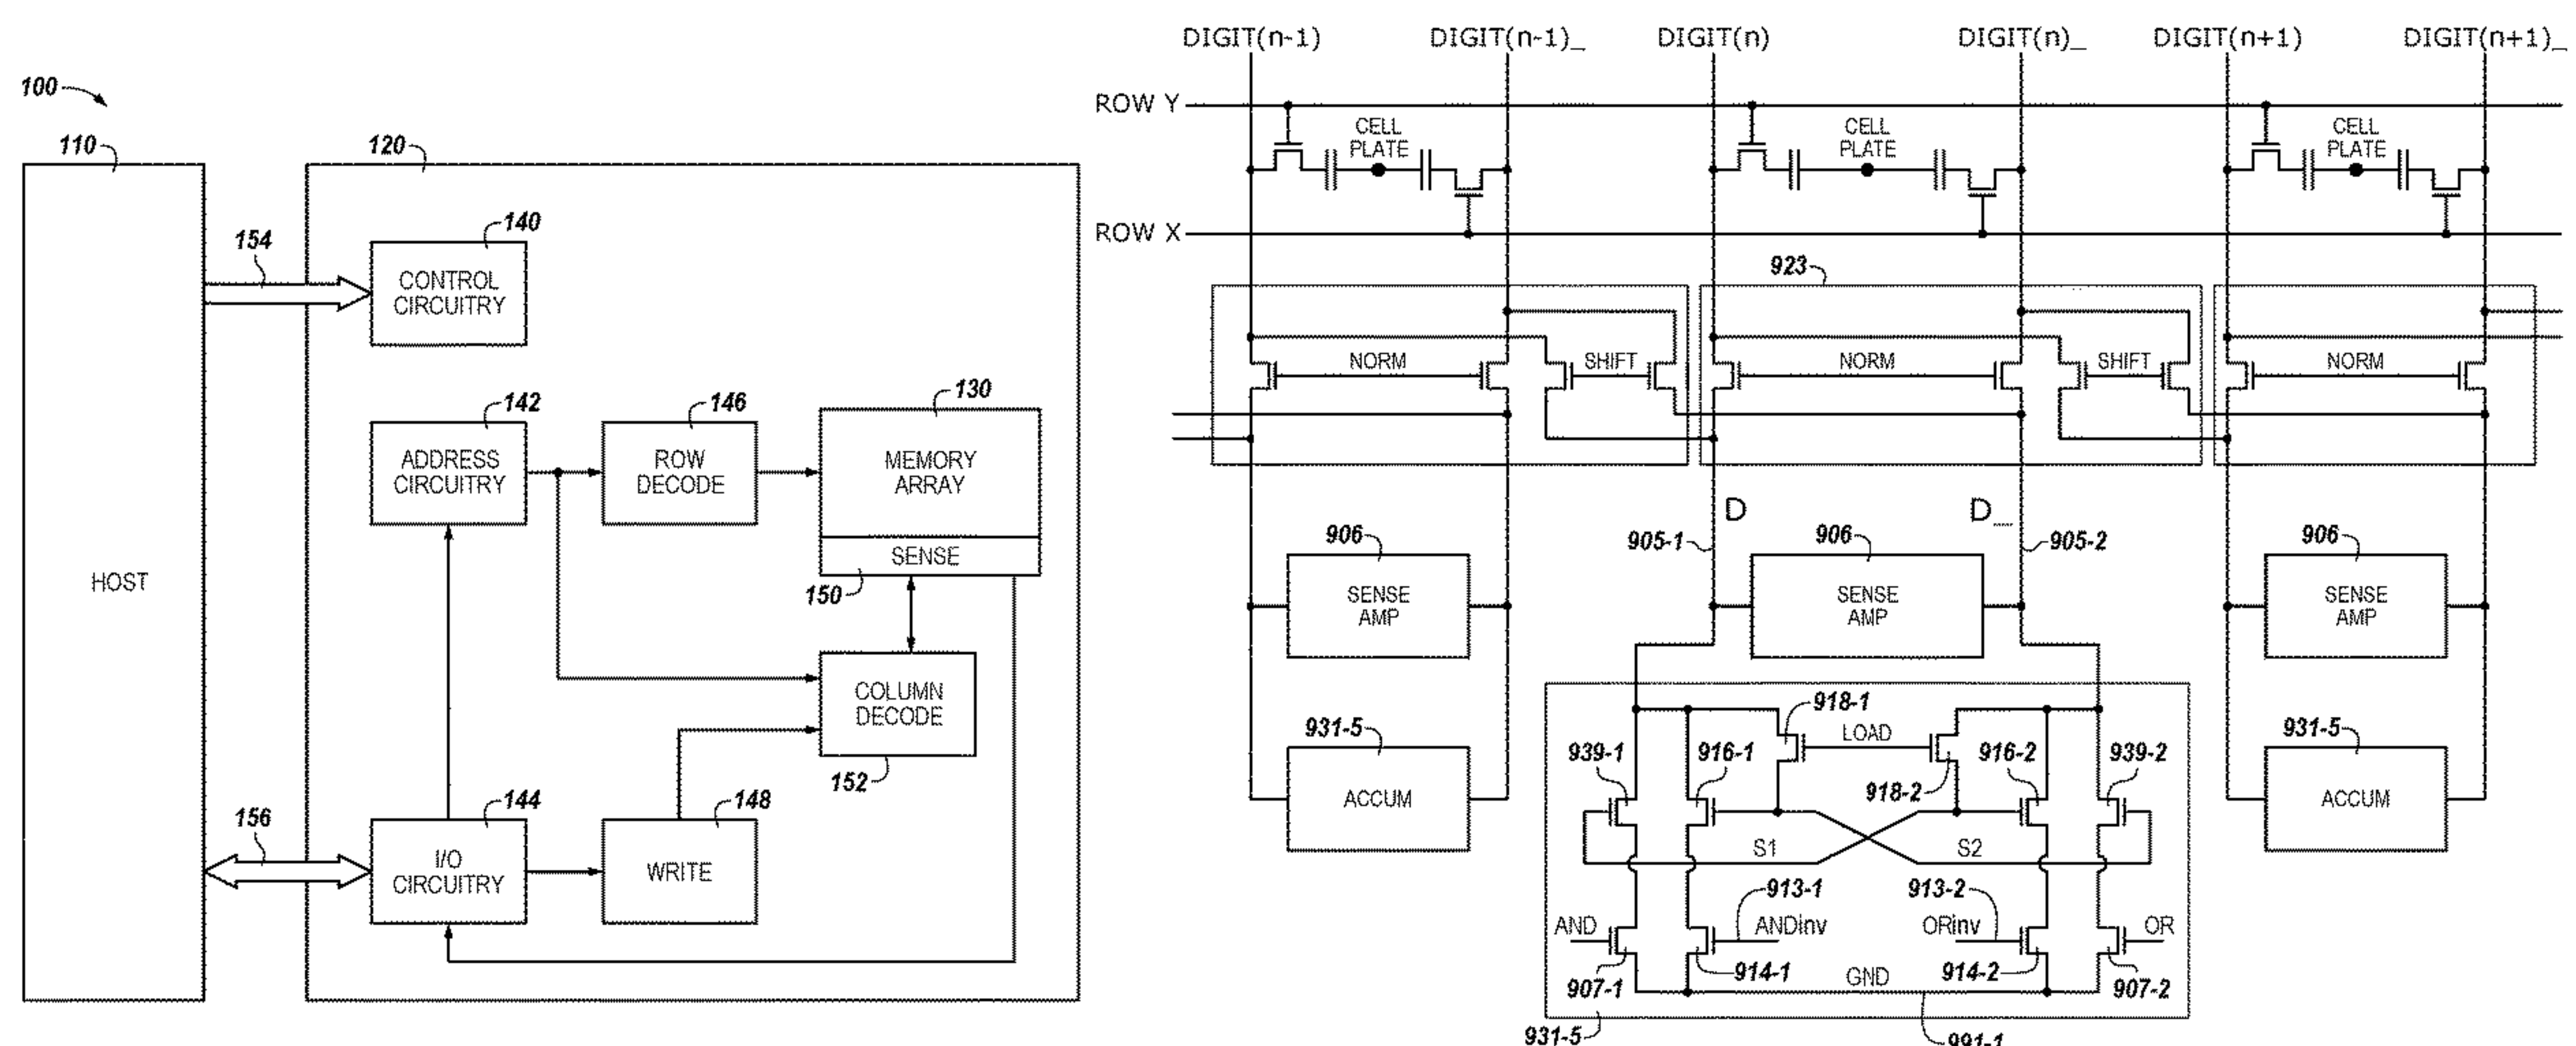 100
110
120
HOST
154
156
140
CONTROL
CIRCUITRY
142
ADDRESS
CIRCUITRY
146
ROW
DECODE
130
MEMORY
ARRAY
SENSE
150
COLUMN
DECODE
152
144
I/O
CIRCUITRY
148
WRITE
DIGIT(n-1) DIGIT(n-1)_ DIGIT(n) DIGIT(n)_ DIGIT(n+1) DIGIT(n+1)_
ROW Y
CELL
PLATE
CELL
PLATE
CELL
PLATE
ROW X
923
NORM SHIFT NORM SHIFT NORM
D D_
905-1 905-2
906
SENSE
AMP
906
SENSE
AMP
906
SENSE
AMP
931-5
ACCUM
931-5
ACCUM
918-1
LOAD
939-1 916-1 918-2 916-2 939-2
S1 S2
913-1 913-2
AND ANDinv ORinv OR
907-1 914-1 GND 914-2 907-2
931-5 991-1